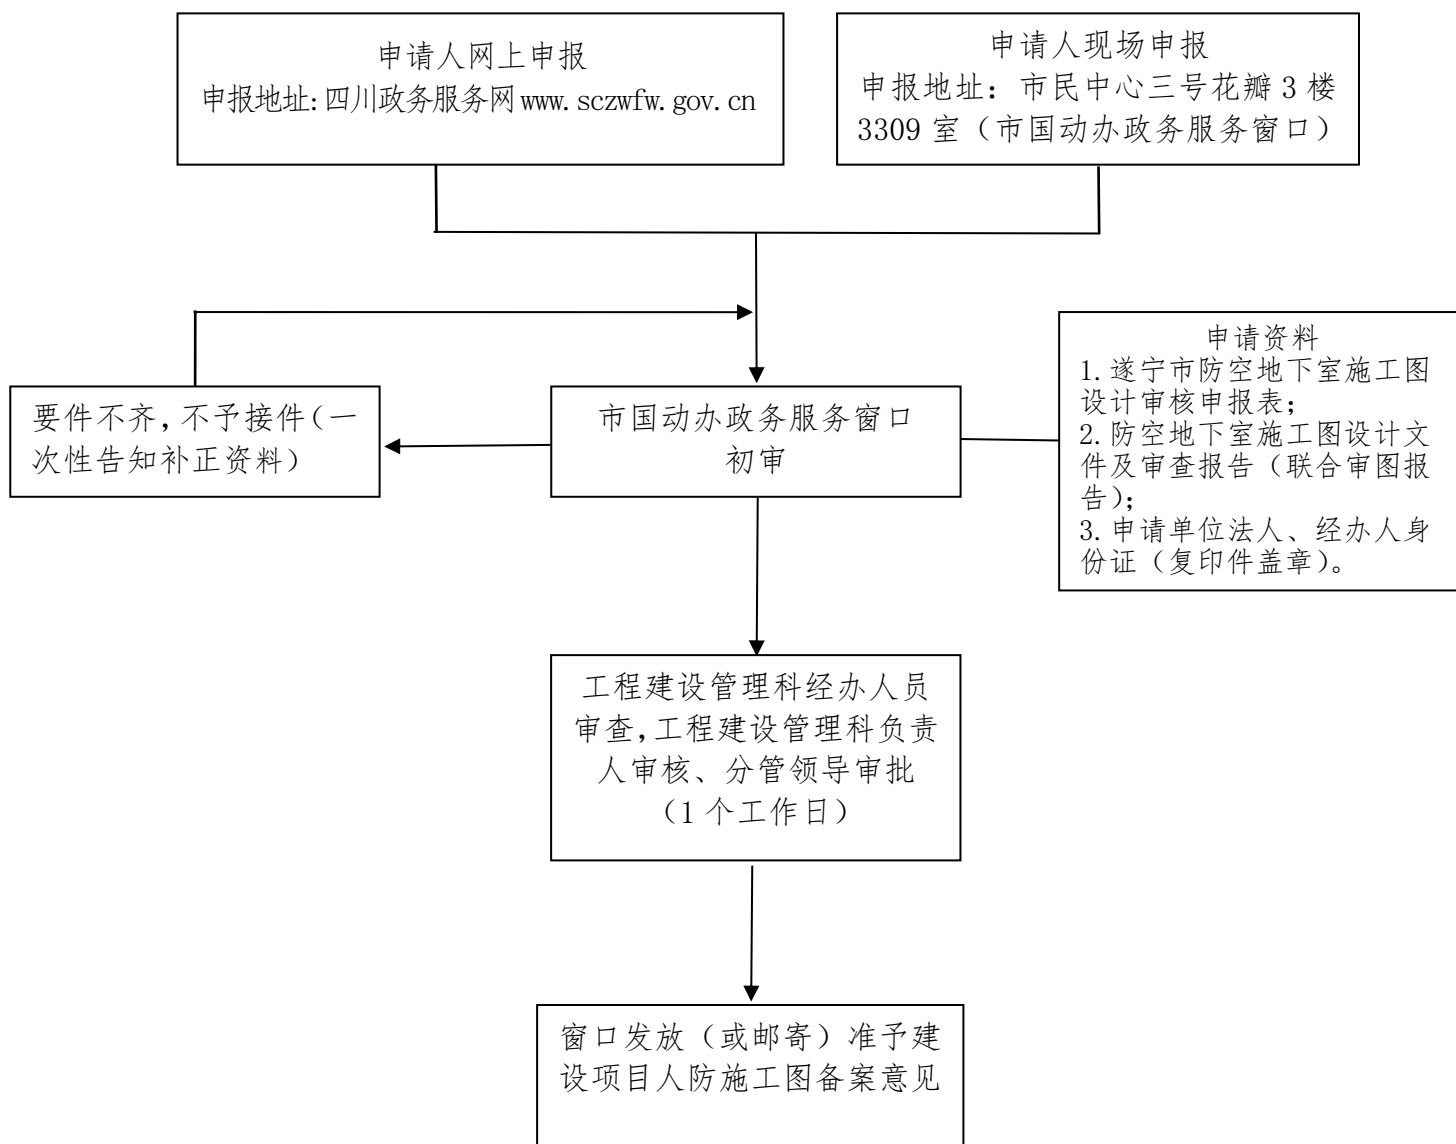 申请人网上申报
申报地址:四川政务服务网www.sczwfw.gov.cn
申请人现场申报
申报地址：市民中心三号花瓣3楼
3309室（市国动办政务服务窗口）
要件不齐,不予接件（一
次性告知补正资料）
市国动办政务服务窗口
初审
申请资料
1.遂宁市防空地下室施工图
设计审核申报表;
2.防空地下室施工图设计文
件及审查报告（联合审图报
告);
3.申请单位法人、经办人身
份证（复印件盖章）。
工程建设管理科经办人员
审查,工程建设管理科负责
人审核、分管领导审批
（1个工作日）
窗口发放（或邮寄）准予建
设项目人防施工图备案意见